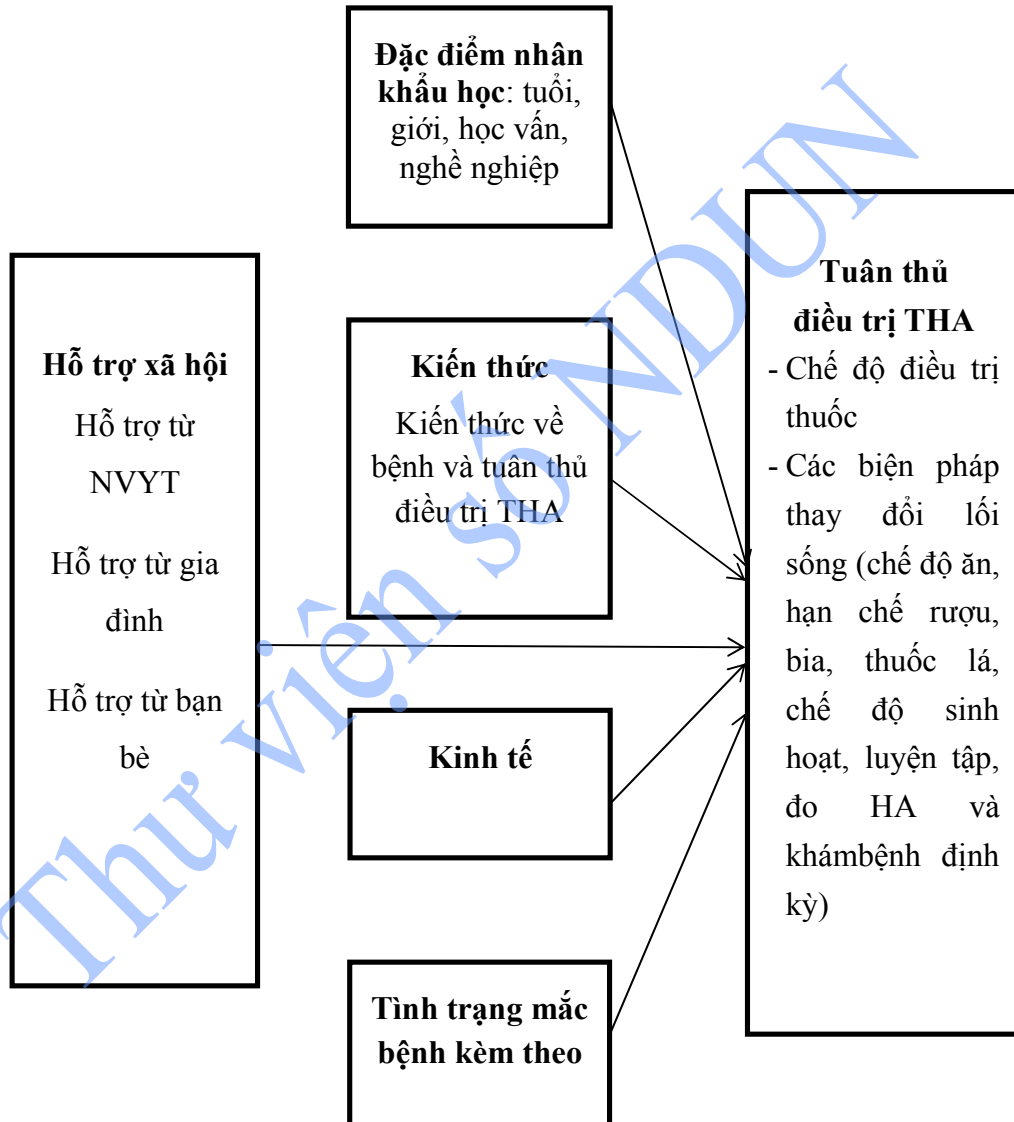 Đặc điểm nhân
khẩu học: tuổi,
giới, học vấn,
nghề nghiệp
Hỗ trợ xã hội
Hỗ trợ từ
NVYT
Hỗ trợ từ gia
đình
Hỗ trợ từ bạn
bè
Kiến thức
Kiến thức về
bệnh và tuân thủ
điều trị THA
Kinh tế
Tình trạng mắc
bệnh kèm theo
Tuân thủ
điều trị THA
- Chế độ điều trị
thuốc
- Các biện pháp
thay đổi lối
sống (chế độ ăn,
hạn chế rượu,
bia, thuốc lá,
chế độ sinh
hoạt, luyện tập,
đo HA và
khámbệnh định
kỳ)
Thư viện số NDUN